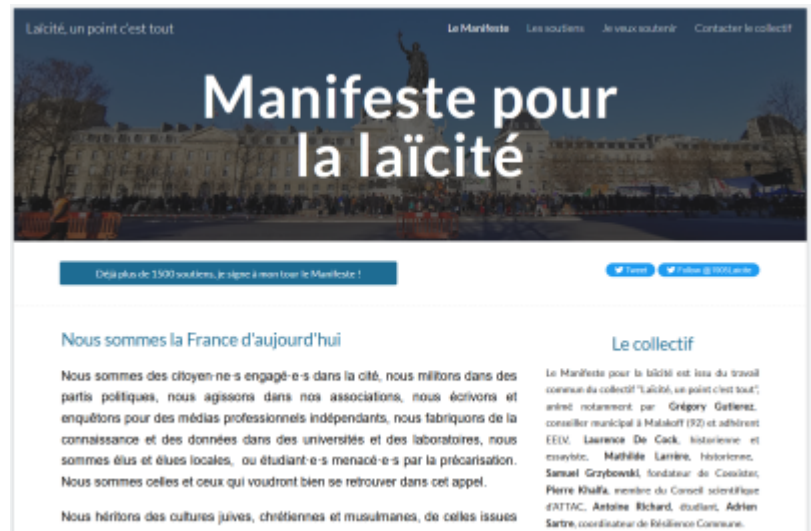 Laïcité, un point c'est tout
Le Manifeste Les soutiens Je veux soutenir Contacter le collectif
Manifeste pour
la laïcité
Déjà plus de 1500 soutiens, je signe à mon tour le Manifeste !
Tweet Follow @1905Laicite
Nous sommes la France d'aujourd'hui
Nous sommes des citoyen-ne-s engagé-e-s dans la cité, nous militons dans des
partis politiques, nous agissons dans nos associations, nous écrivons et
enquêtons pour des médias professionnels indépendants, nous fabriquons de la
connaissance et des données dans des universités et des laboratoires, nous
sommes élus et élues locales, ou étudiant-e-s menacé-e-s par la précarisation.
Nous sommes celles et ceux qui voudront bien se retrouver dans cet appel.
Nous héritons des cultures juives, chrétiennes et musulmanes, de celles issues
Le collectif
Le Manifeste pour la laïcité est issu du travail
commun du collectif "Laïcité, un point c'est tout",
animé notamment par Grégory Gutierez,
conseiller municipal à Malakoff (92) et adhérent
EELV, Laurence De Cock, historienne et
essayiste, Mathilde Larrère, historienne,
Samuel Grzybowski, fondateur de Coexister,
Pierre Khalfa, membre du Conseil scientifique
d'ATTAC, Antoine Richard, étudiant, Adrien
Sartre, coordinateur de Résilience Commune.